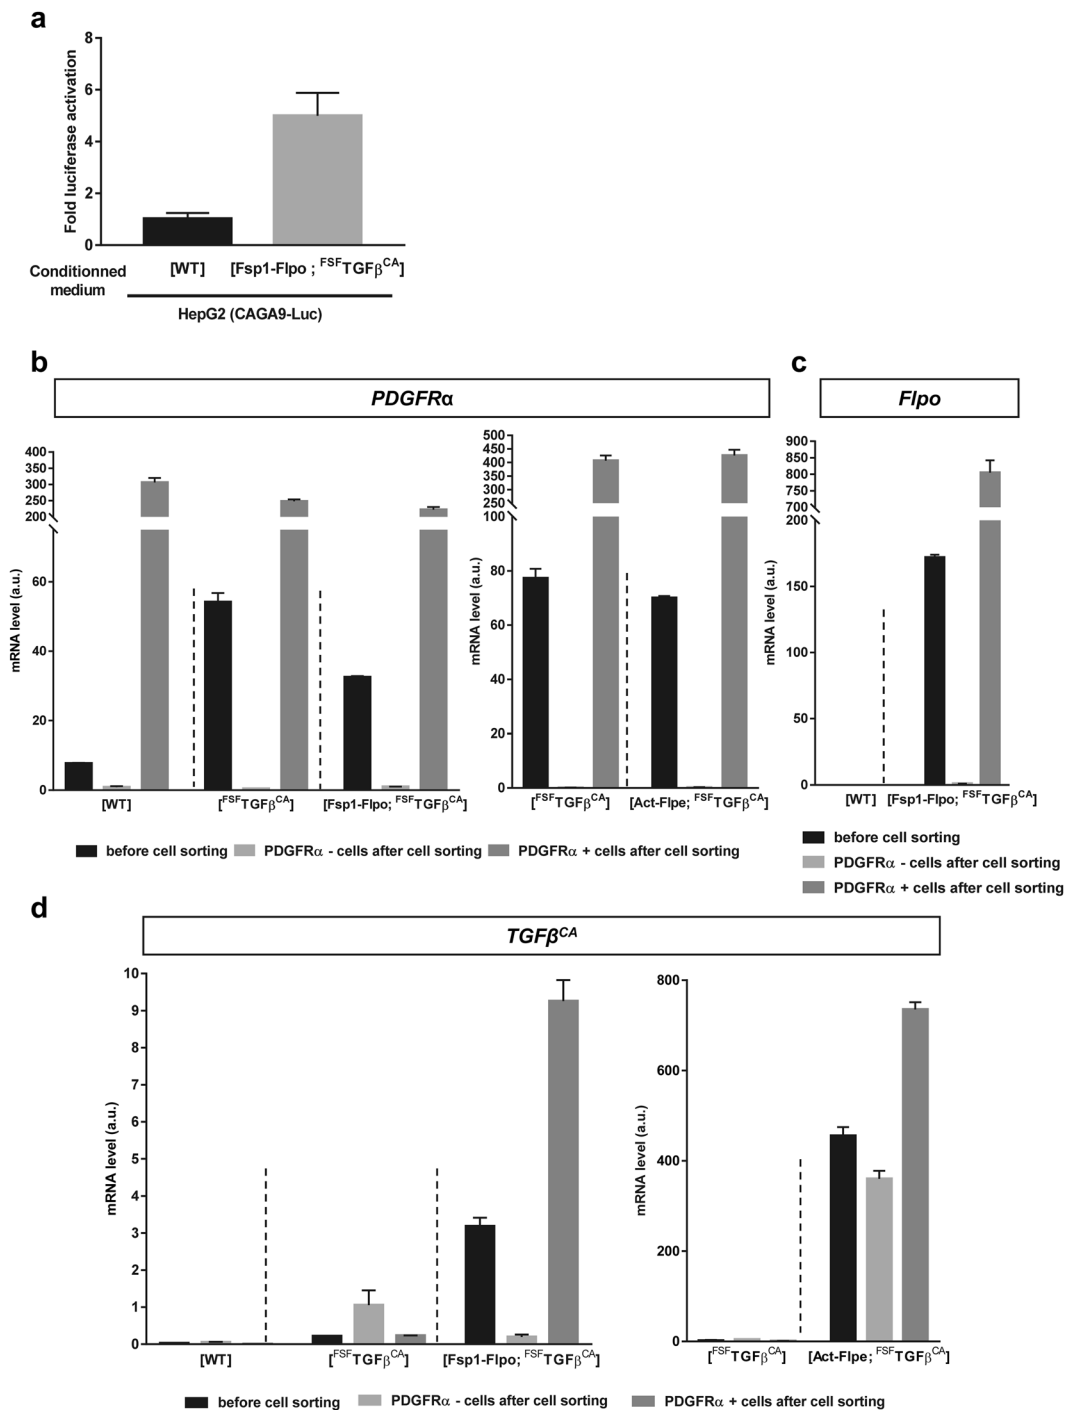 a
Fold luciferase activation
8
6
4
2
0
Conditionned
medium
[WT] [Fsp1-Flpo ; FSFTGFβCA]
HepG2 (CAGA9-Luc)
b
PDGFRα
mRNA level (a.u.)
400
350
300
250
200
60
40
20
0
[WT] [FSFTGFβCA] [Fsp1-Flpo; FSFTGFβCA]
mRNA level (a.u.)
500
450
400
350
300
250
100
80
60
40
20
0
[FSFTGFβCA] [Act-Flpe; FSFTGFβCA]
before cell sorting PDGFRα - cells after cell sorting PDGFRα + cells after cell sorting
c
Flpo
mRNA level (a.u.)
900
850
800
750
700
200
150
100
50
0
[WT] [Fsp1-Flpo; FSFTGFβCA]
before cell sorting
PDGFRα - cells after cell sorting
PDGFRα + cells after cell sorting
d
TGFβCA
mRNA level (a.u.)
10
9
8
7
6
5
4
3
2
1
0
[WT] [FSFTGFβCA] [Fsp1-Flpo; FSFTGFβCA]
mRNA level (a.u.)
800
600
400
200
0
[FSFTGFβCA] [Act-Flpe; FSFTGFβCA]
before cell sorting PDGFRα - cells after cell sorting PDGFRα + cells after cell sorting